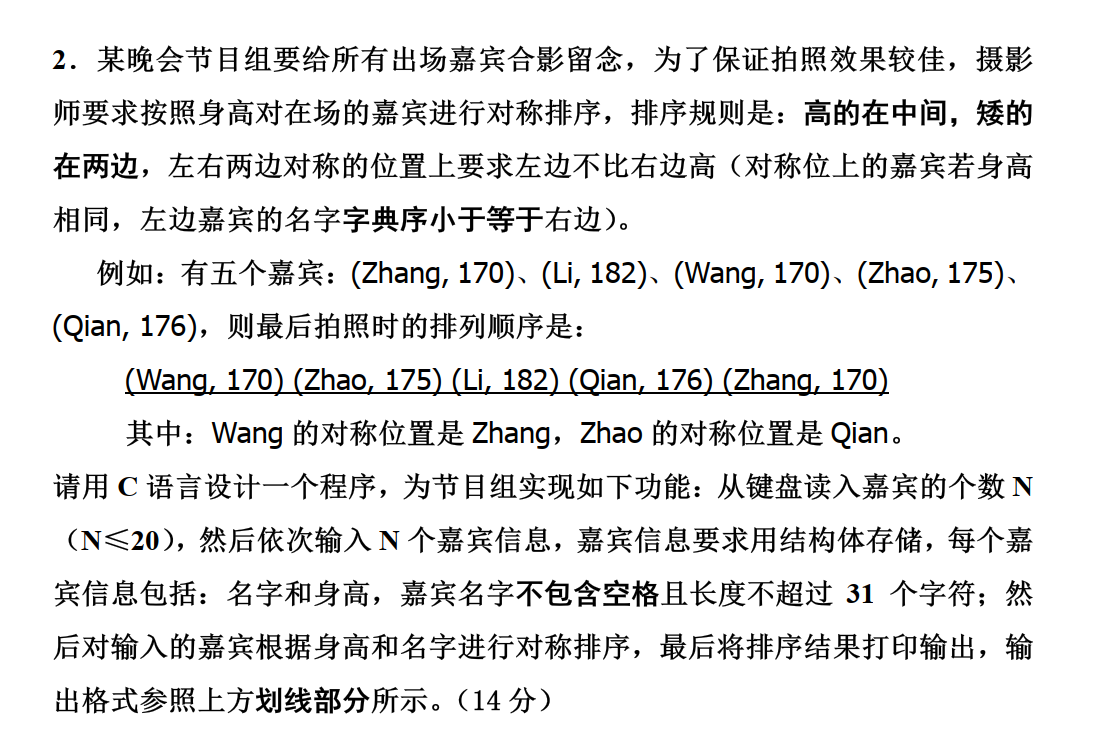 2．某晚会节目组要给所有出场嘉宾合影留念，为了保证拍照效果较佳，摄影
师要求按照身高对在场的嘉宾进行对称排序，排序规则是：高的在中间，矮的
在两边，左右两边对称的位置上要求左边不比右边高（对称位上的嘉宾若身高
相同，左边嘉宾的名字字典序小于等于右边）。
例如：有五个嘉宾：(Zhang, 170)、(Li, 182)、(Wang, 170)、(Zhao, 175)、
(Qian, 176)，则最后拍照时的排列顺序是：
(Wang, 170) (Zhao, 175) (Li, 182) (Qian, 176) (Zhang, 170)
其中：Wang 的对称位置是 Zhang，Zhao 的对称位置是 Qian。
请用 C 语言设计一个程序，为节目组实现如下功能：从键盘读入嘉宾的个数 N
（N≤20），然后依次输入 N 个嘉宾信息，嘉宾信息要求用结构体存储，每个嘉
宾信息包括：名字和身高，嘉宾名字不包含空格且长度不超过 31 个字符；然
后对输入的嘉宾根据身高和名字进行对称排序，最后将排序结果打印输出，输
出格式参照上方划线部分所示。（14 分）